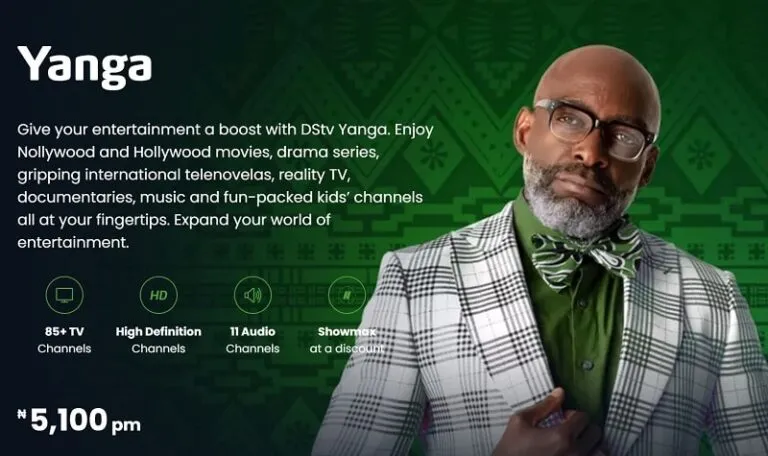 Yanga
Give your entertainment a boost with DStv Yanga. Enjoy
Nollywood and Hollywood movies, drama series,
gripping international telenovelas, reality TV,
documentaries, music and fun-packed kids’ channels
all at your fingertips. Expand your world of
entertainment.
HD
85+ TV
Channels
High Definition
Channels
11 Audio
Channels
Showmax
at a discount
₦5,100 pm